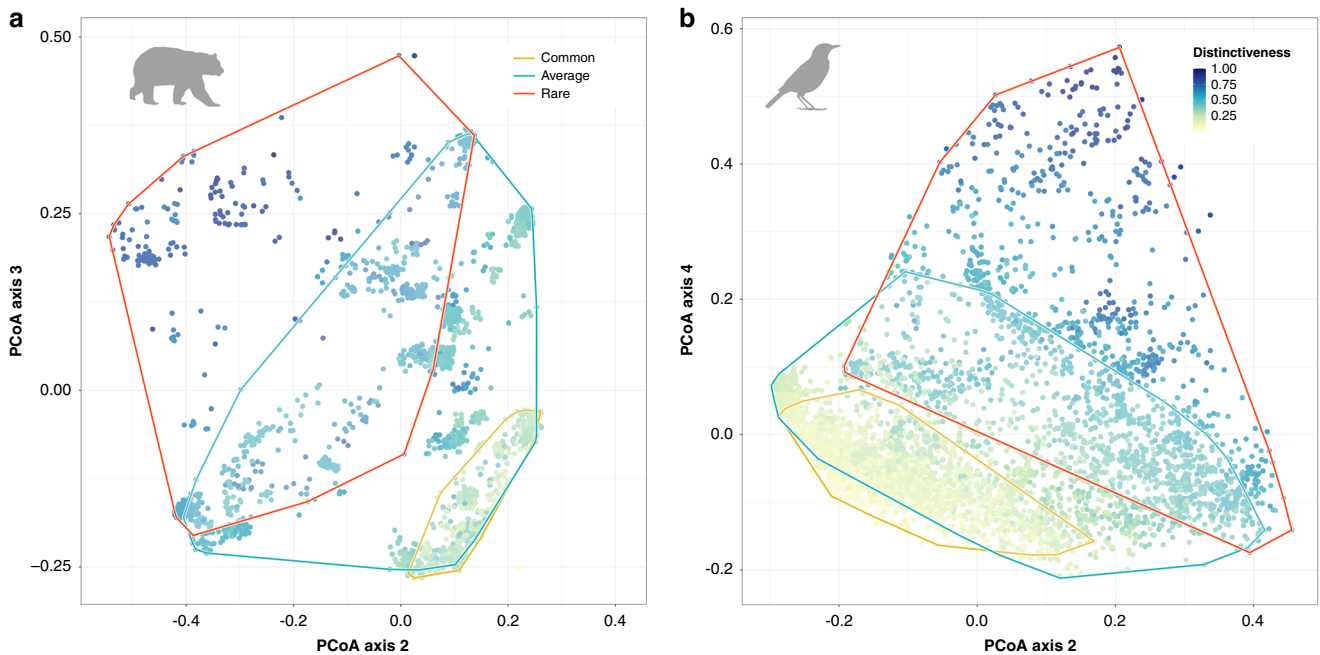 a
0.50
0.25
0.00
−0.25
-0.4
-0.2
0.0
0.2
0.4
PCoA axis 2
PCoA axis 3
Common
Average
Rare
b
0.6
0.4
0.2
0.0
-0.2
-0.2
0.0
0.2
0.4
PCoA axis 2
PCoA axis 4
Distinctiveness
1.00
0.75
0.50
0.25